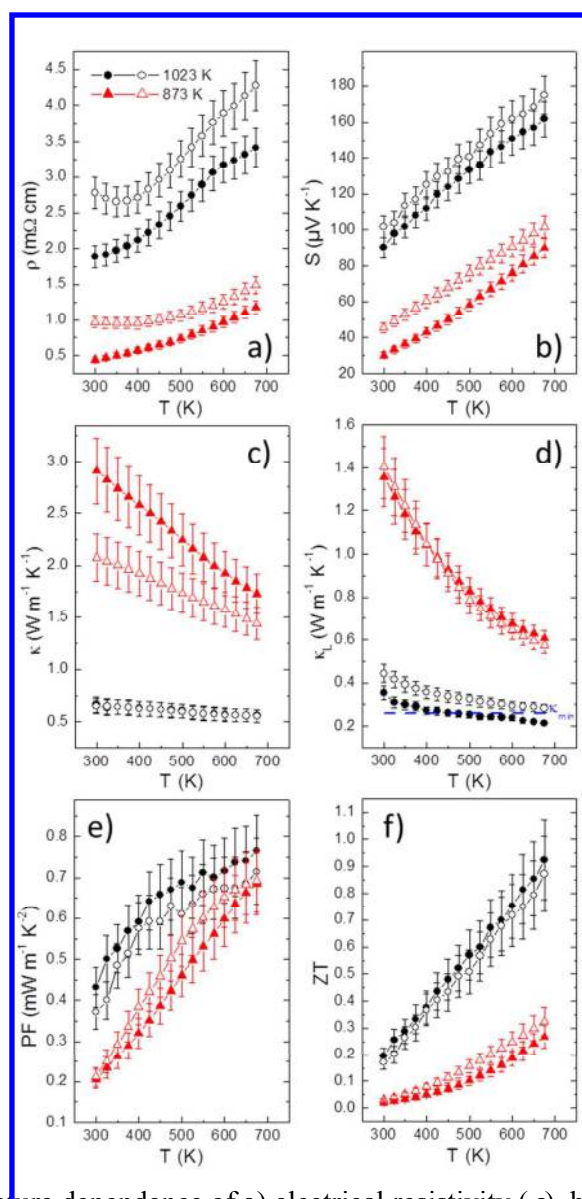 4.5
4.0
3.5
3.0
2.5
2.0
1.5
1.0
0.5
ρ (mΩ cm)
1023 K
873 K
a)
300 400 500 600 700
T (K)
180
160
140
120
100
80
60
40
20
S (μV K⁻¹)
b)
300 400 500 600 700
T (K)
3.0
2.5
2.0
1.5
1.0
0.5
κ (W m⁻¹ K⁻¹)
c)
300 400 500 600 700
T (K)
1.6
1.4
1.2
1.0
0.8
0.6
0.4
0.2
κL (W m⁻¹ K⁻¹)
d)
κmin
300 400 500 600 700
T (K)
0.9
0.8
0.7
0.6
0.5
0.4
0.3
0.2
0.1
PF (mW m⁻¹ K⁻²)
e)
300 400 500 600 700
T (K)
1.1
1.0
0.9
0.8
0.7
0.6
0.5
0.4
0.3
0.2
0.1
0.0
ZT
f)
300 400 500 600 700
T (K)
dependence of a) electrical resistivity (